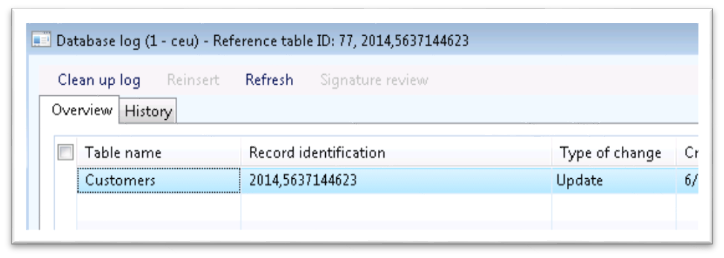 Database log (1 - ceu) - Reference table ID: 77, 2014,5637144623
Clean up log Reinsert Refresh Signature review
Overview History
Table name Record identification Type of change Cr
Customers 2014,5637144623 Update 6/